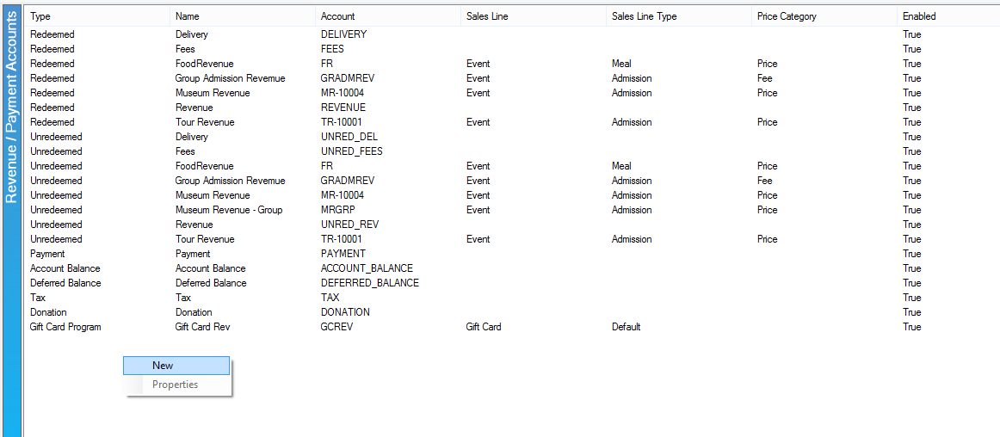 Revenue / Payment Accounts
Type Name Account Sales Line Sales Line Type Price Category Enabled
Redeemed Delivery DELIVERY True
Redeemed Fees FEES True
Redeemed FoodRevenue FR Event Meal Price True
Redeemed Group Admission Revemue GRADMREV Event Admission Fee True
Redeemed Museum Revenue MR-10004 Event Admission Price True
Redeemed Revenue REVENUE True
Redeemed Tour Revenue TR-10001 Event Admission Price True
Unredeemed Delivery UNRED_DEL True
Unredeemed Fees UNRED_FEES True
Unredeemed FoodRevenue FR Event Meal Price True
Unredeemed Group Admission Revemue GRADMREV Event Admission Fee True
Unredeemed Museum Revenue MR-10004 Event Admission Price True
Unredeemed Museum Revenue - Group MRGRP Event Admission Price True
Unredeemed Revenue UNRED_REV True
Unredeemed Tour Revenue TR-10001 Event Admission Price True
Payment Payment PAYMENT True
Account Balance Account Balance ACCOUNT_BALANCE True
Deferred Balance Deferred Balance DEFERRED_BALANCE True
Tax Tax TAX True
Donation Donation DONATION True
Gift Card Program Gift Card Rev GCREV Gift Card Default True
New
Properties